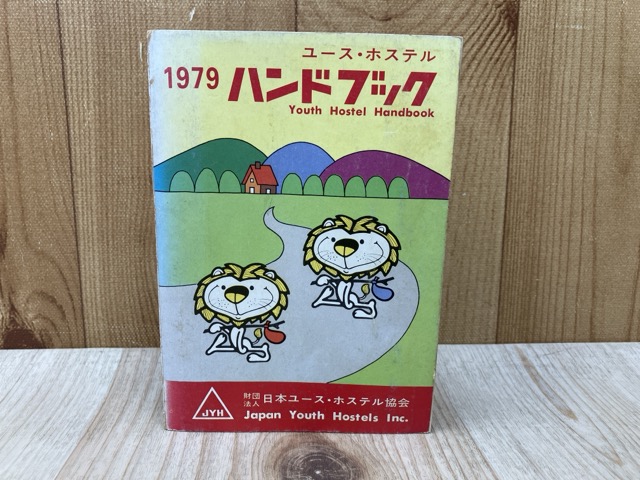 ユース・ホステル
1979 ハンドブック
Youth Hostel Handbook
JYH
財団法人 日本ユース・ホステル協会
Japan Youth Hostels Inc.